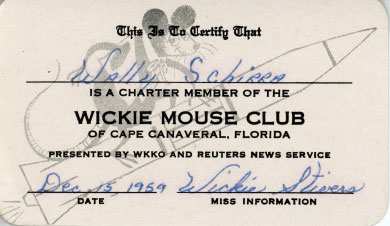 This Is To Certify That
Wally Schirra
IS A CHARTER MEMBER OF THE
WICKIE MOUSE CLUB
OF CAPE CANAVERAL, FLORIDA
PRESENTED BY WKKO AND REUTERS NEWS SERVICE
Dec. 15, 1959 Wickie Stivers
DATE MISS INFORMATION